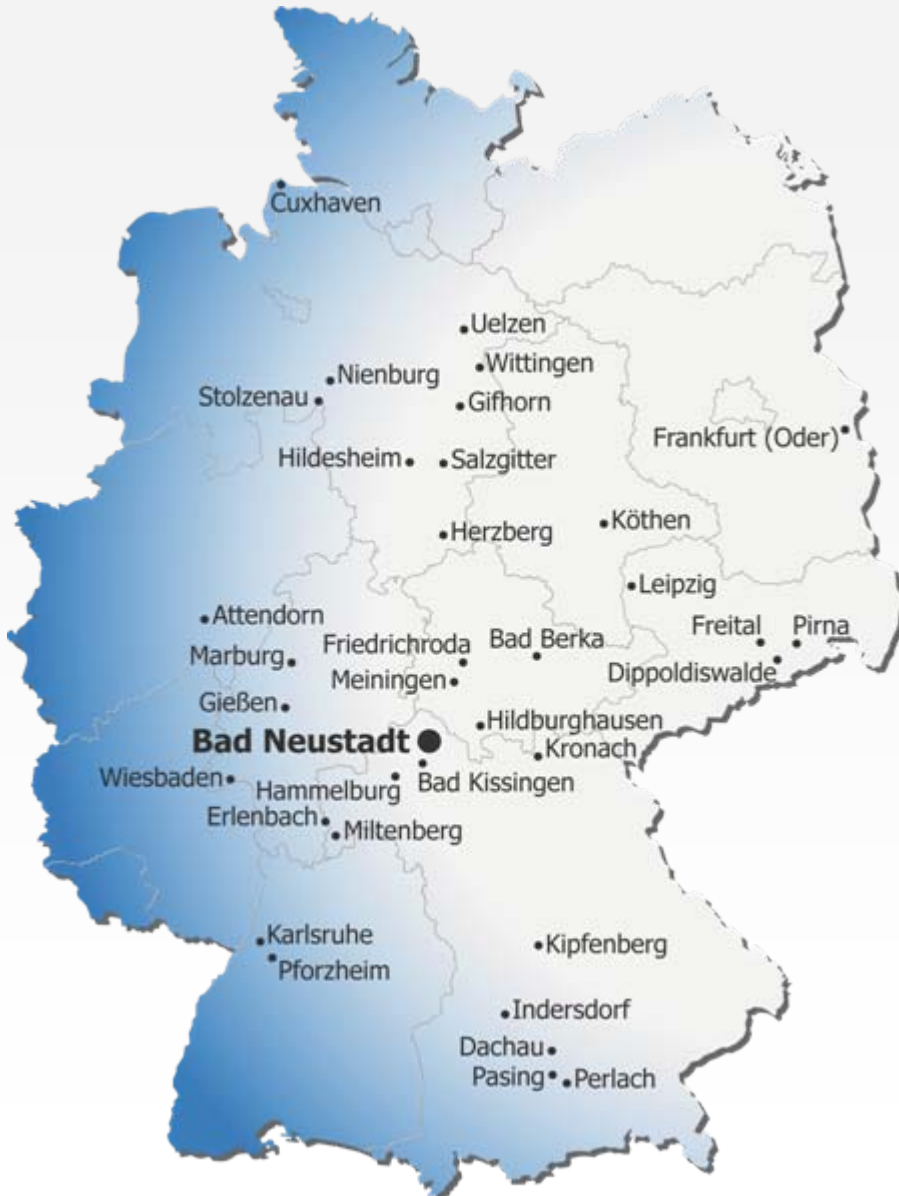 Cuxhaven
Uelzen
Wittingen
Nienburg
Stolzenau
Gifhorn
Frankfurt (Oder)
Hildesheim
Salzgitter
Köthen
Herzberg
Leipzig
Attendorn
Freital
Pirna
Friedrichroda
Bad Berka
Marburg
Dippoldiswalde
Meiningen
Gießen
Hildburghausen
Bad Neustadt
Kronach
Wiesbaden
Bad Kissingen
Hammelburg
Erlenbach
Miltenberg
Karlsruhe
Kipfenberg
Pforzheim
Indersdorf
Dachau
Pasing
Perlach